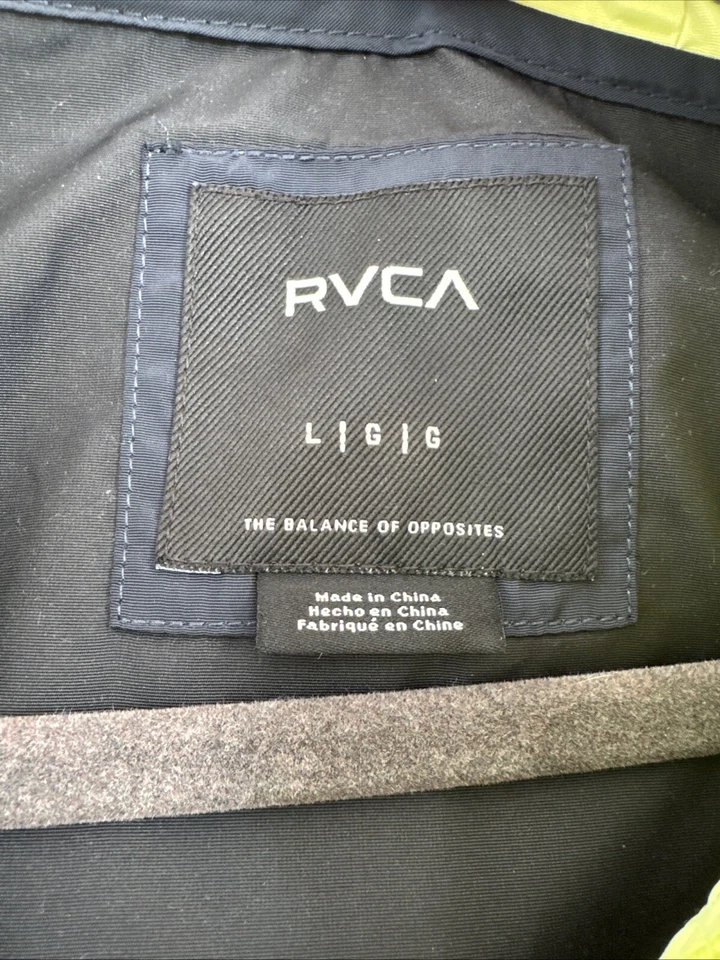 RVCA
L | G | G
THE BALANCE OF OPPOSITES
Made in China
Hecho en China
Fabriqué en Chine